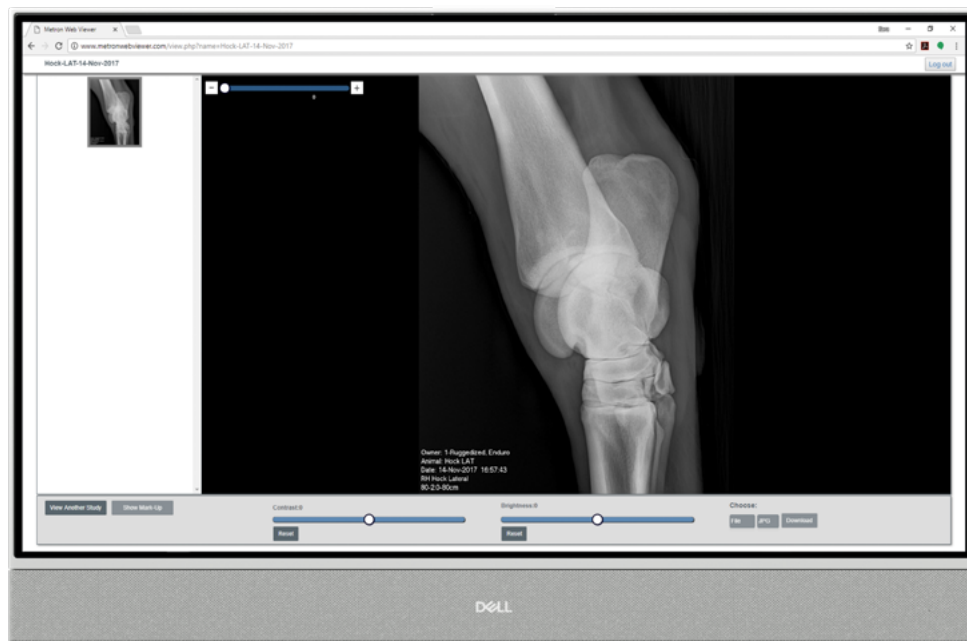 Metron Web Viewer
www.metronwebviewer.com/view.php?name=Hock-LAT-14-Nov-2017
Hock-LAT-14-Nov-2017
Log out
0
Owner: 1-Ruggedized, Enduro
Animal: Hock LAT
Date: 14-Nov-2017 16:57:43
RH Hock Lateral
80-2.0-80cm
View Another Study Show Mark-Up
Contrast:0
Reset
Brightness:0
Reset
Choose:
File JPG Download
DELL